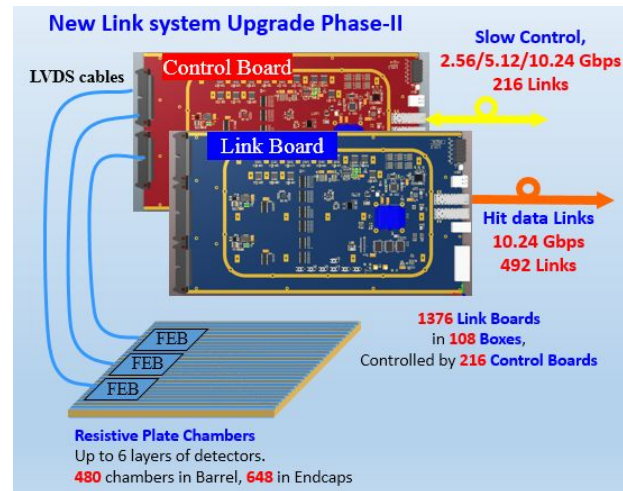 New Link system Upgrade Phase-II
LVDS cables
Control Board
Slow Control,
2.56/5.12/10.24 Gbps
216 Links
Link Board
Hit data Links
10.24 Gbps
492 Links
1376 Link Boards
in 108 Boxes,
Controlled by 216 Control Boards
FEB
FEB
FEB
Resistive Plate Chambers
Up to 6 layers of detectors.
480 chambers in Barrel, 648 in Endcaps